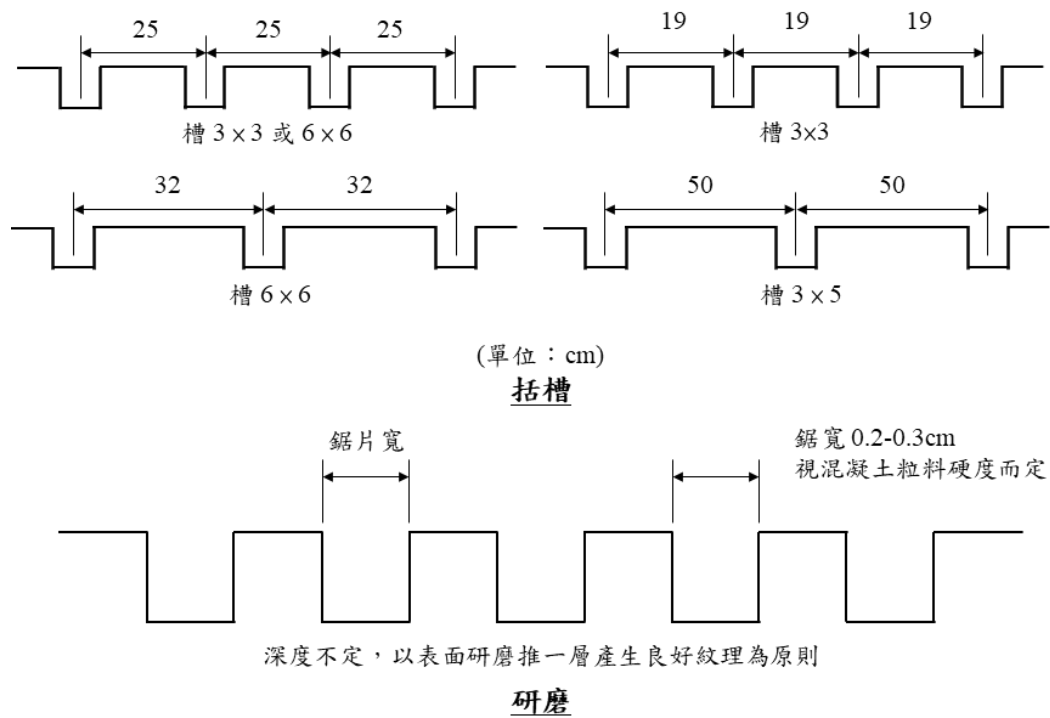 25 25 25
19 19 19
槽 3 × 3 或 6 × 6
槽 3×3
32 32
50 50
槽 6 × 6
槽 3 × 5
(單位：cm)
括槽
鋸片寬
鋸寬 0.2-0.3cm
視混凝土粒料硬度而定
深度不定，以表面研磨推一層產生良好紋理為原則
研磨